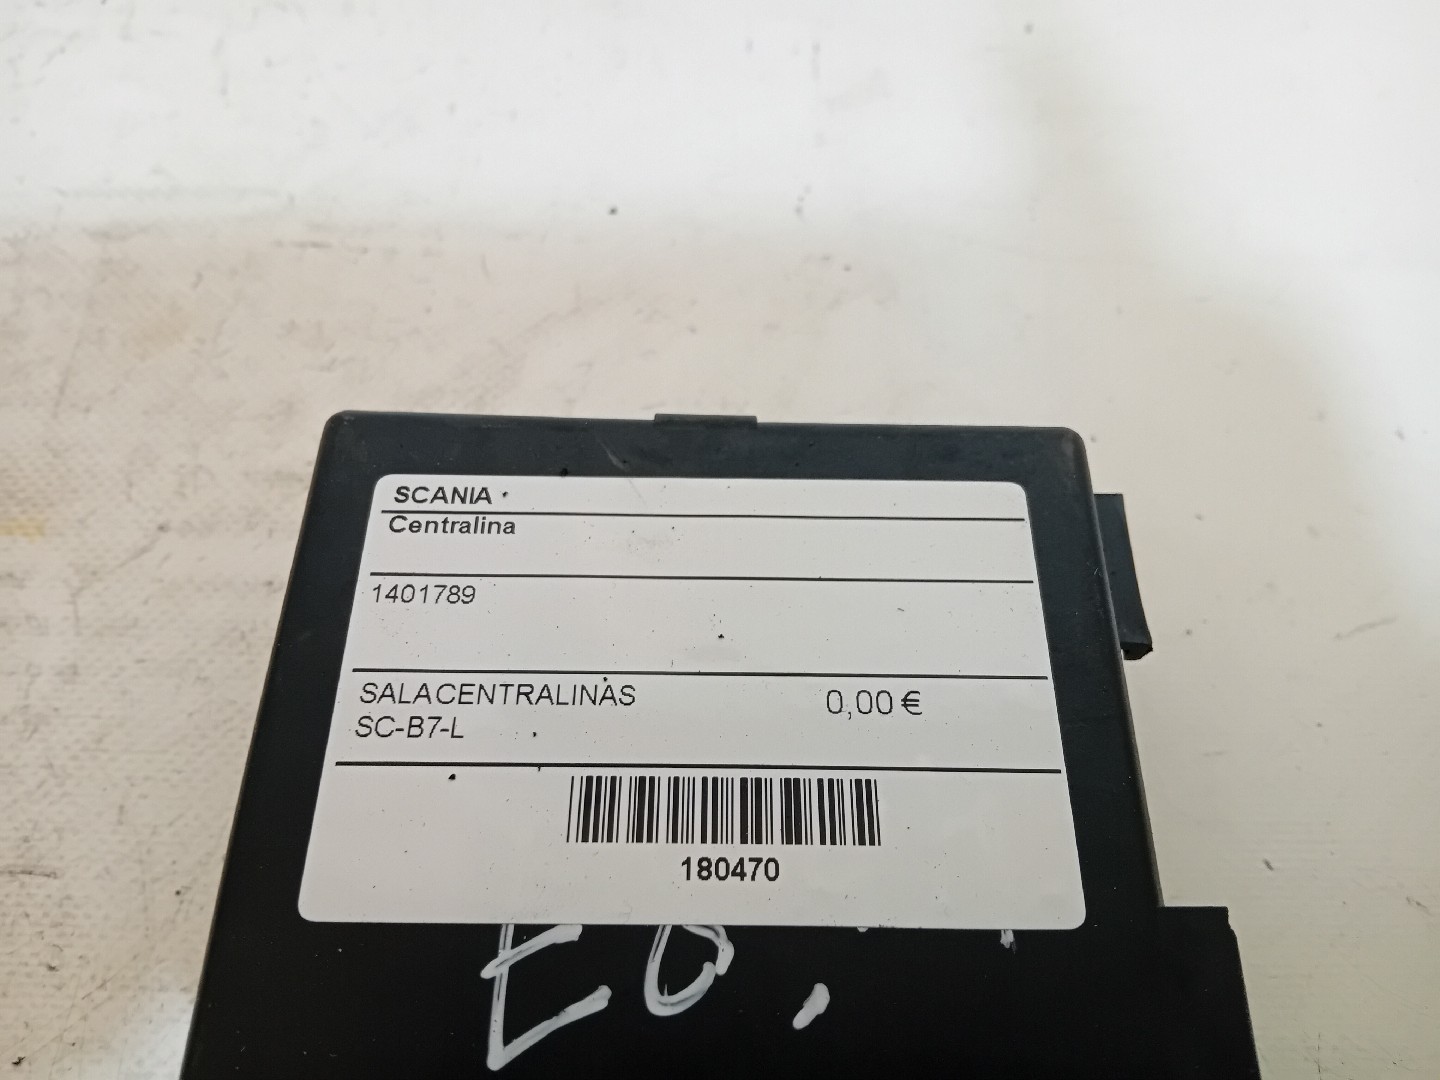 SCANIA
Centralina
1401789
SALACENTRALINAS 0,00 €
SC-B7-L
180470